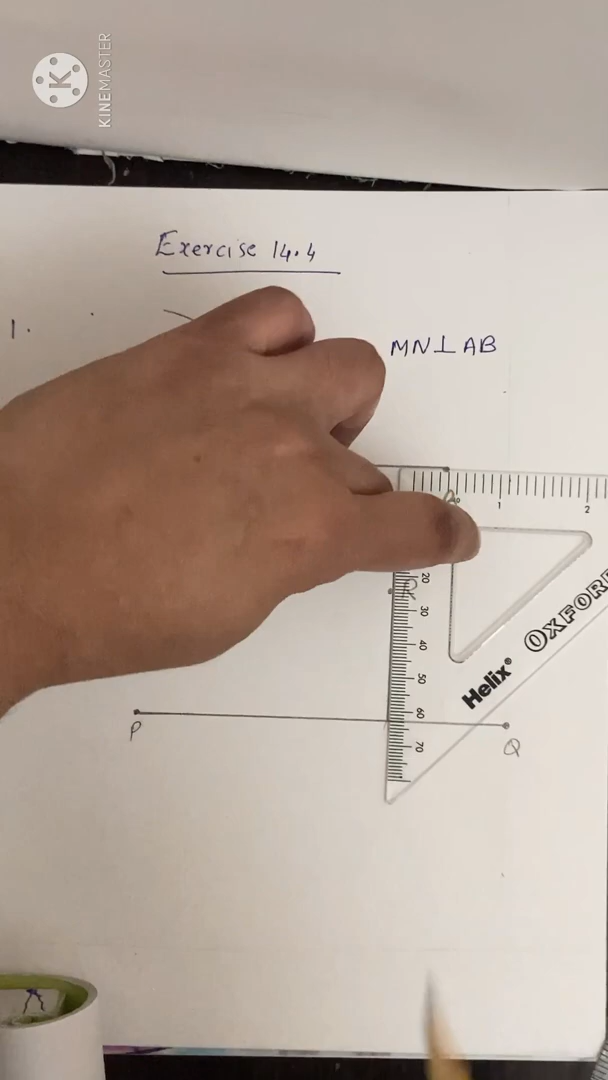 KINEMASTER
Exercise 14.4
1.
MN⊥AB
1 2
20
30
40
50
60
70
Helix® OXFORD
P
Q